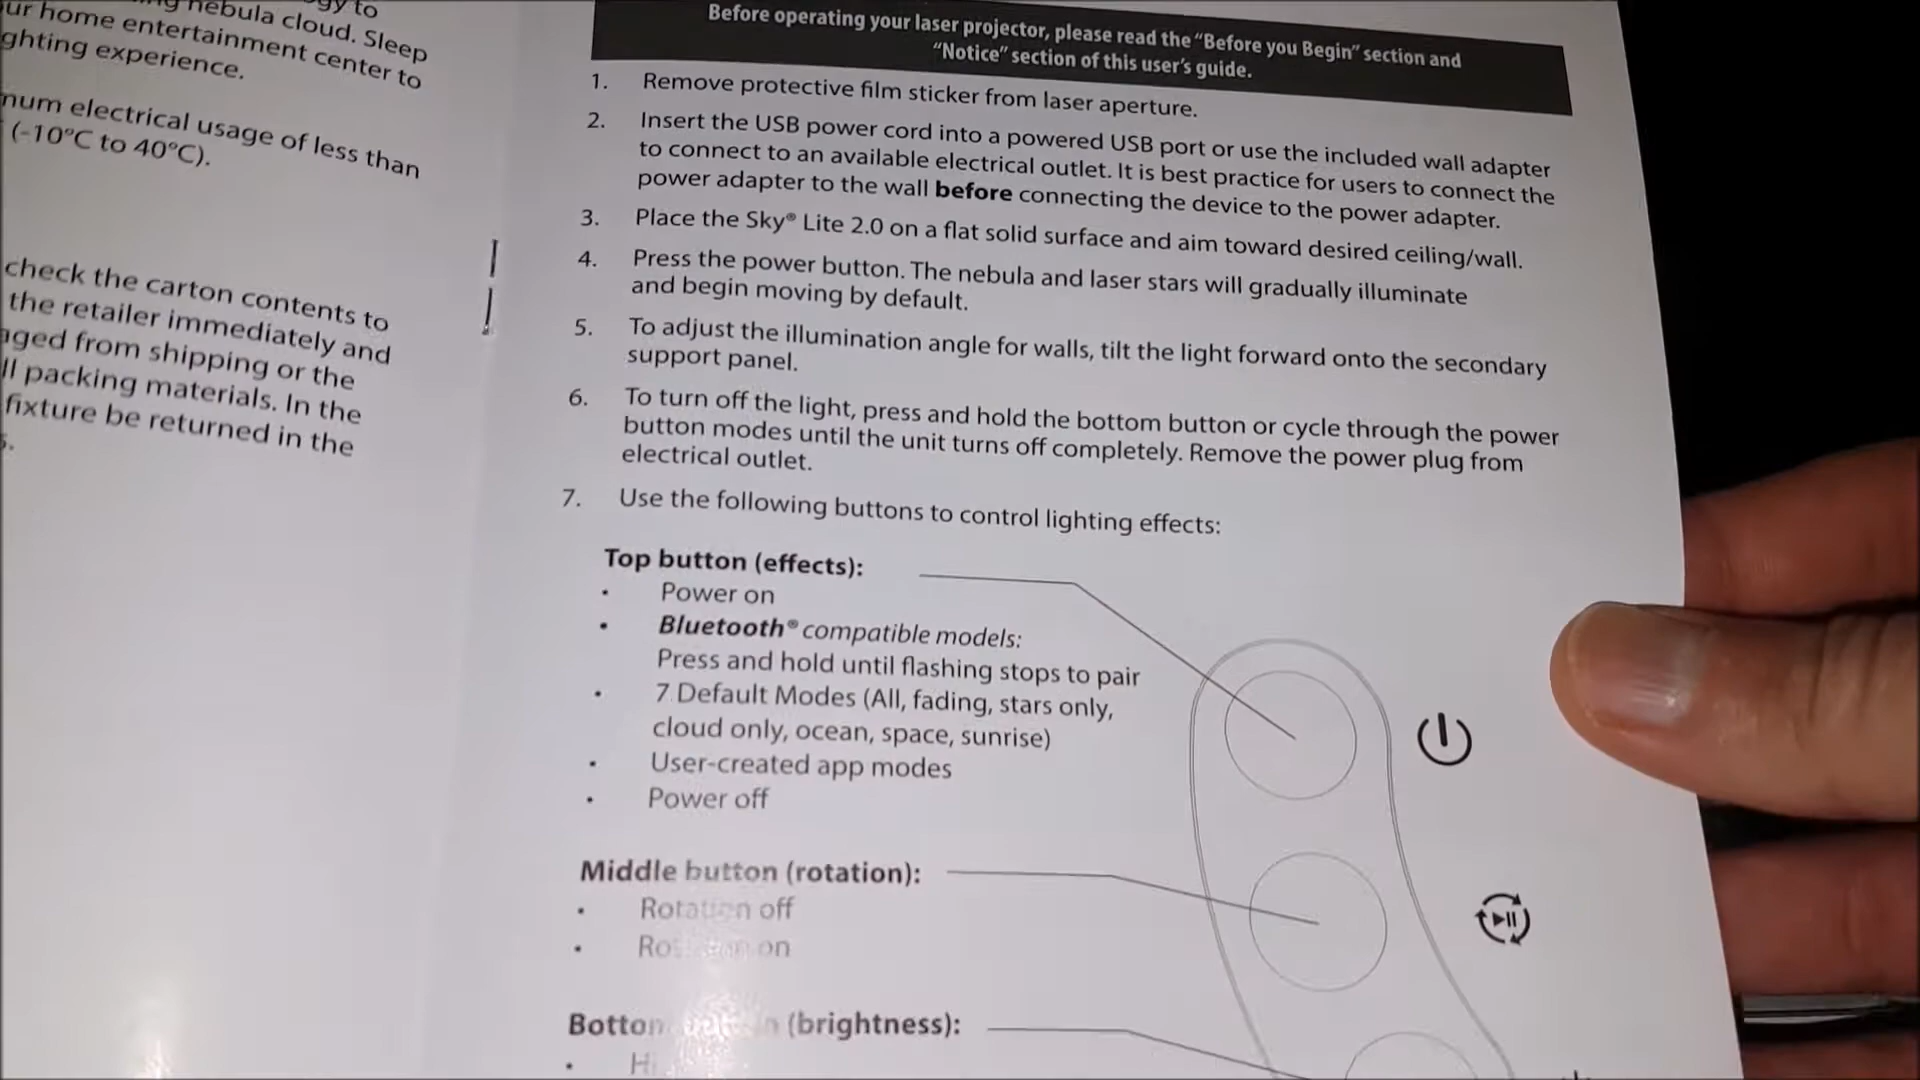 gy to
nebula cloud. Sleep
ur home entertainment center to
ghting experience.
num electrical usage of less than
(-10°C to 40°C).
check the carton contents to
the retailer immediately and
aged from shipping or the
ll packing materials. In the
fixture be returned in the
s.
Before operating your laser projector, please read the "Before you Begin" section and
"Notice" section of this user's guide.
1. Remove protective film sticker from laser aperture.
2. Insert the USB power cord into a powered USB port or use the included wall adapter
to connect to an available electrical outlet. It is best practice for users to connect the
power adapter to the wall before connecting the device to the power adapter.
3. Place the Sky® Lite 2.0 on a flat solid surface and aim toward desired ceiling/wall.
4. Press the power button. The nebula and laser stars will gradually illuminate
and begin moving by default.
5. To adjust the illumination angle for walls, tilt the light forward onto the secondary
support panel.
6. To turn off the light, press and hold the bottom button or cycle through the power
button modes until the unit turns off completely. Remove the power plug from
electrical outlet.
7. Use the following buttons to control lighting effects:
Top button (effects):
• Power on
• Bluetooth® compatible models:
Press and hold until flashing stops to pair
• 7 Default Modes (All, fading, stars only,
cloud only, ocean, space, sunrise)
• User-created app modes
• Power off
Middle button (rotation):
• Rotation off
• Rotation on
Bottom button (brightness):